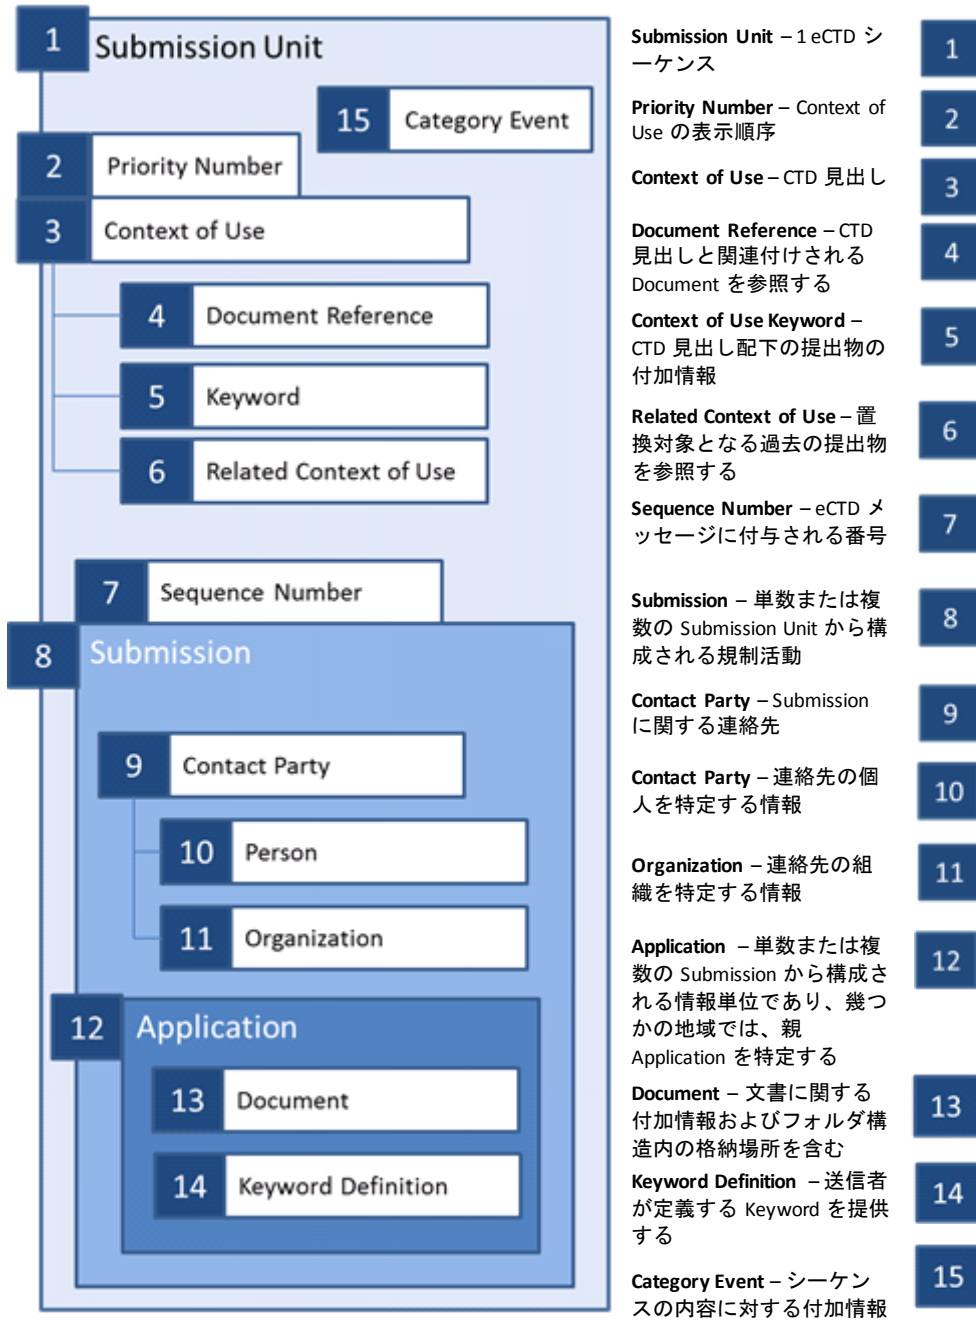 1 Submission Unit
15 Category Event
2 Priority Number
3 Context of Use
4 Document Reference
5 Keyword
6 Related Context of Use
7 Sequence Number
8 Submission
9 Contact Party
10 Person
11 Organization
12 Application
13 Document
14 Keyword Definition
Submission Unit – 1 eCTD シ
ーケンス
1
Priority Number – Context of
Use の表示順序
2
Context of Use – CTD 見出し
3
Document Reference – CTD
見出しと関連付けされる
Document を参照する
4
Context of Use Keyword –
CTD 見出し配下の提出物の
付加情報
5
Related Context of Use – 置
換対象となる過去の提出物
を参照する
6
Sequence Number – eCTD メ
ッセージに付与される番号
7
Submission – 単数または複
数の Submission Unit から構
成される規制活動
8
Contact Party – Submission
に関する連絡先
9
Contact Party – 連絡先の個
人を特定する情報
10
Organization – 連絡先の組
織を特定する情報
11
Application – 単数または複
数の Submission から構成さ
れる情報単位であり、幾つ
かの地域では、親
Application を特定する
12
Document – 文書に関する
付加情報およびフォルダ構
造内の格納場所を含む
13
Keyword Definition – 送信者
が定義する Keyword を提供
する
14
Category Event – シーケン
スの内容に対する付加情報
15